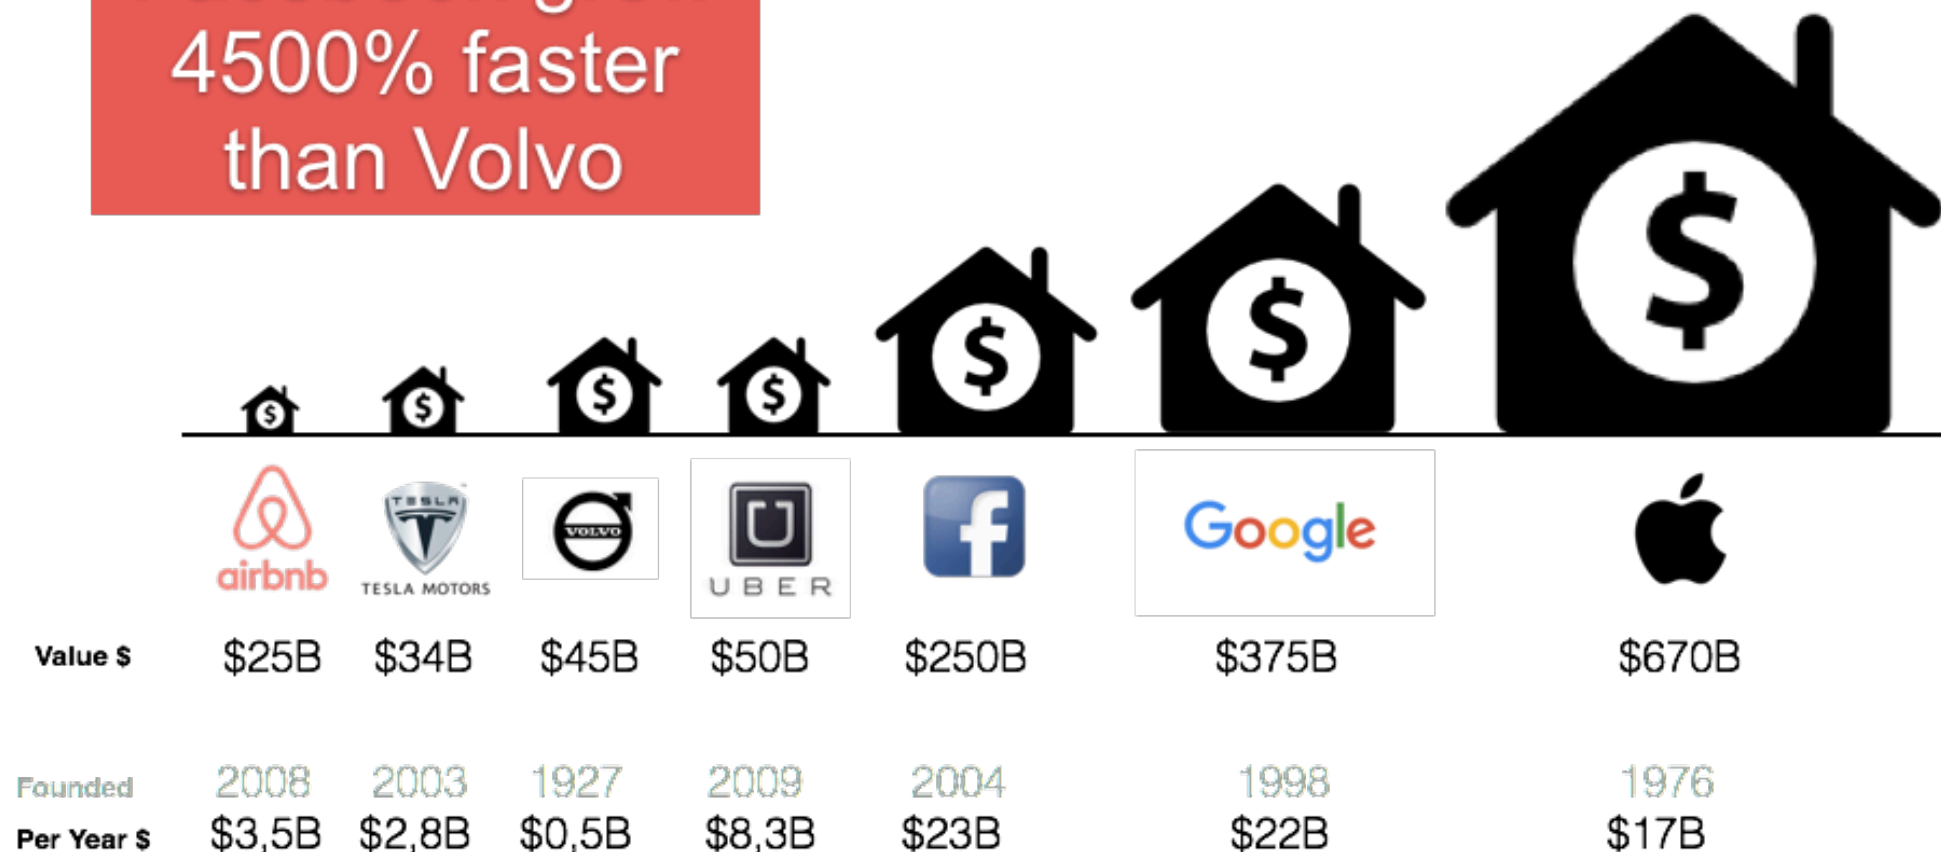 4500% faster
than Volvo
$ $ $ $ $ $ $
airbnb
TESLA
TESLA MOTORS
VOLVO
UBER
f
Google
Value $ $25B $34B $45B $50B $250B $375B $670B
Founded 2008 2003 1927 2009 2004 1998 1976
Per Year $ $3,5B $2,8B $0,5B $8,3B $23B $22B $17B